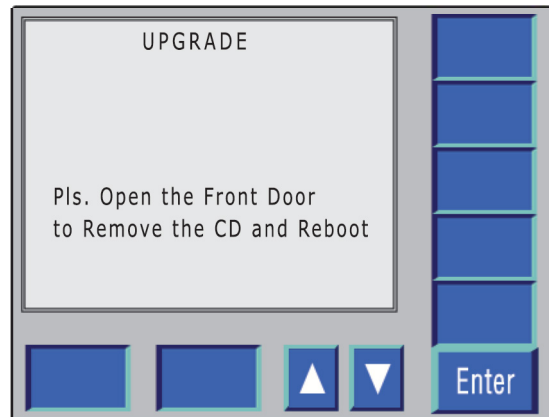 UPGRADE
Pls. Open the Front Door
to Remove the CD and Reboot
Enter